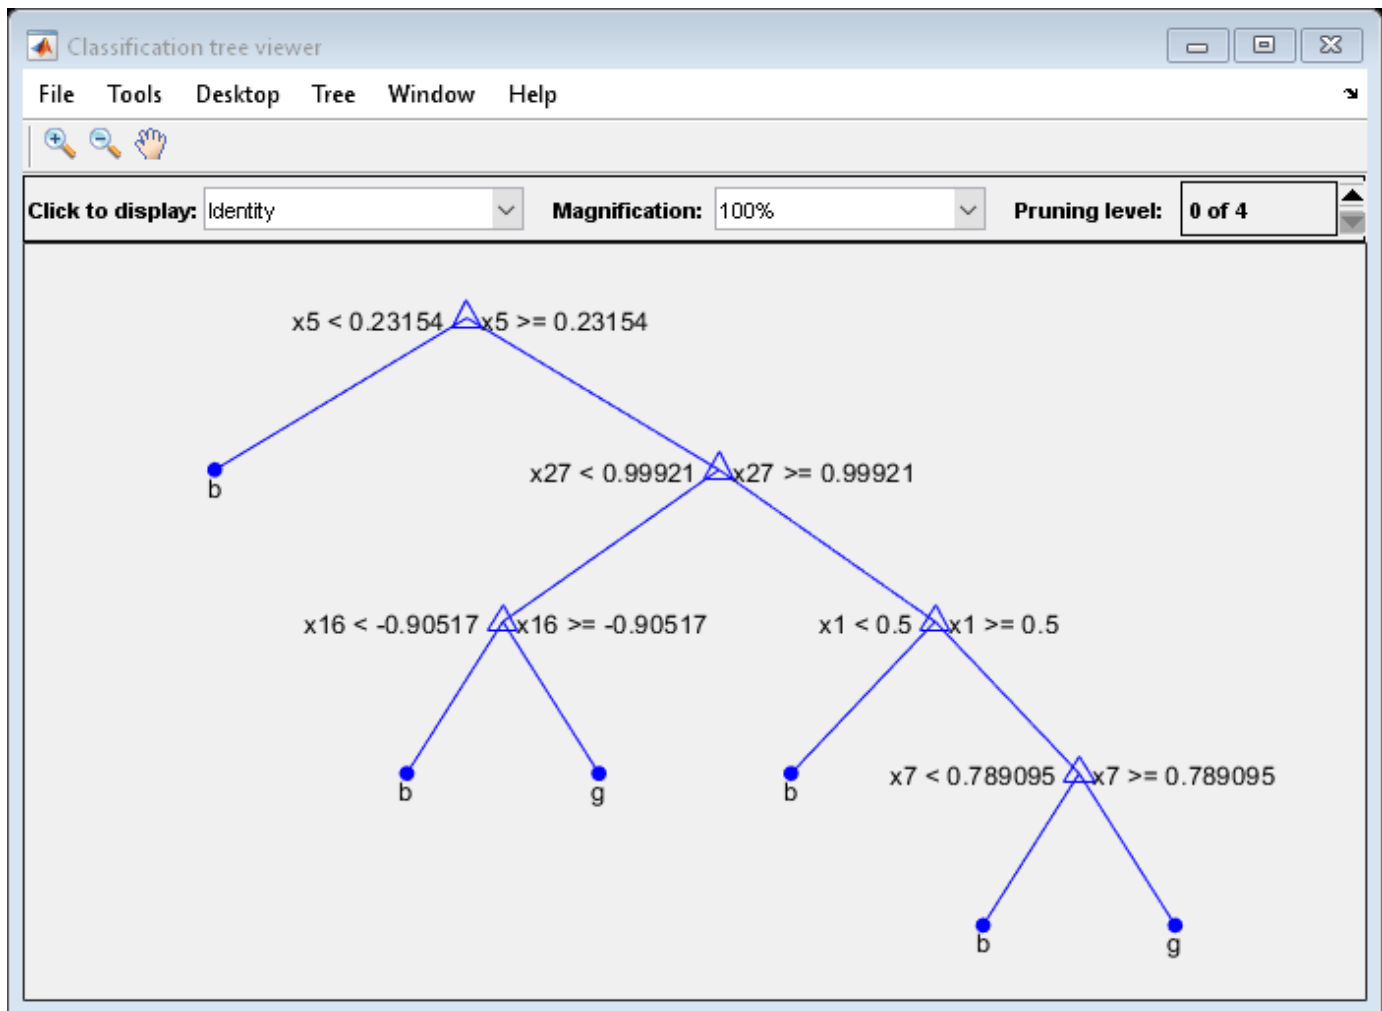 Classification tree viewer
File Tools Desktop Tree Window Help
Click to display: Identity Magnification: 100% Pruning level: 0 of 4
x5 < 0.23154 x5 >= 0.23154
b
x27 < 0.99921 x27 >= 0.99921
x16 < -0.90517 x16 >= -0.90517 x1 < 0.5 x1 >= 0.5
b g b
x7 < 0.789095 x7 >= 0.789095
b g